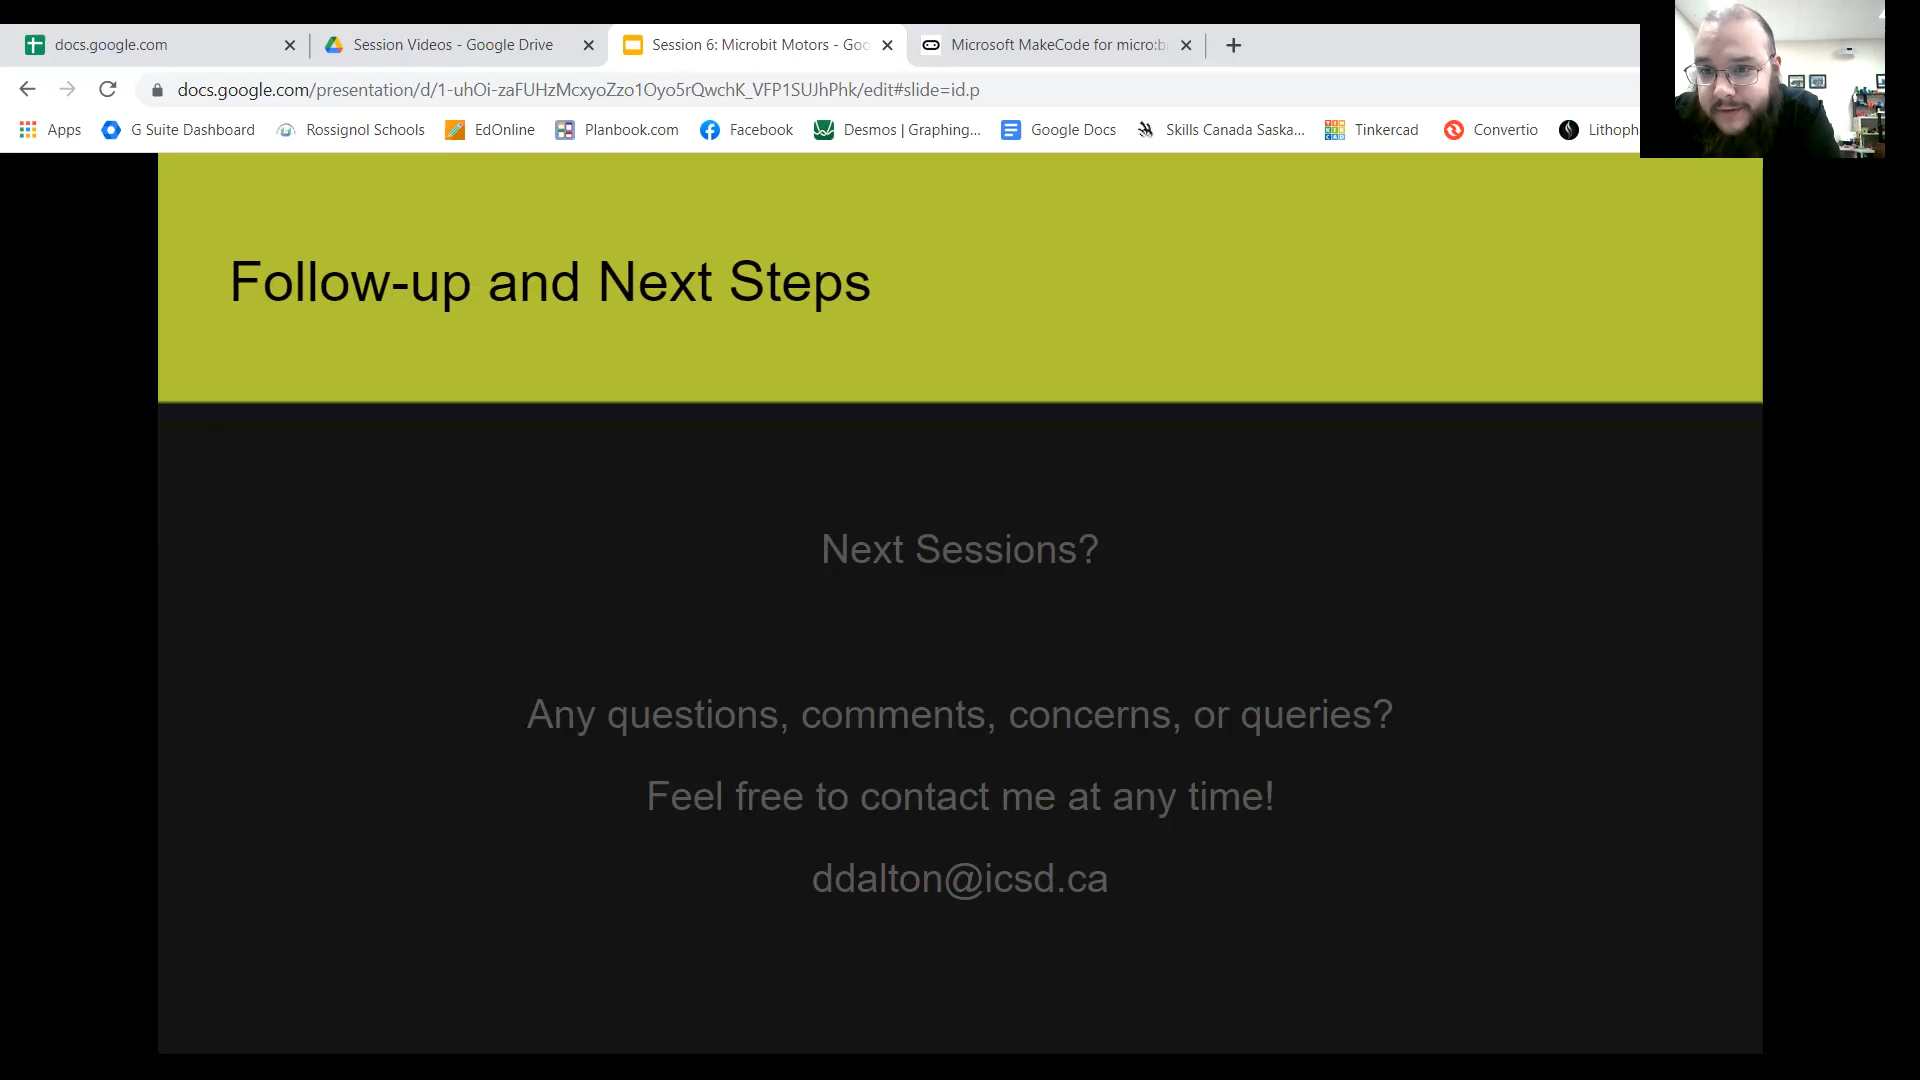 docs.google.com
Session Videos - Google Drive
Session 6: Microbit Motors - Goo
Microsoft MakeCode for micro:b
docs.google.com/presentation/d/1-uhOi-zaFUHzMcxyoZzo1Oyo5rQwchK_VFP1SUJhPhk/edit#slide=id.p
Apps
G Suite Dashboard
Rossignol Schools
EdOnline
Planbook.com
Facebook
Desmos | Graphing...
Google Docs
Skills Canada Saska...
Tinkercad
Convertio
Lithoph
Follow-up and Next Steps
Next Sessions?
Any questions, comments, concerns, or queries?
Feel free to contact me at any time!
ddalton@icsd.ca